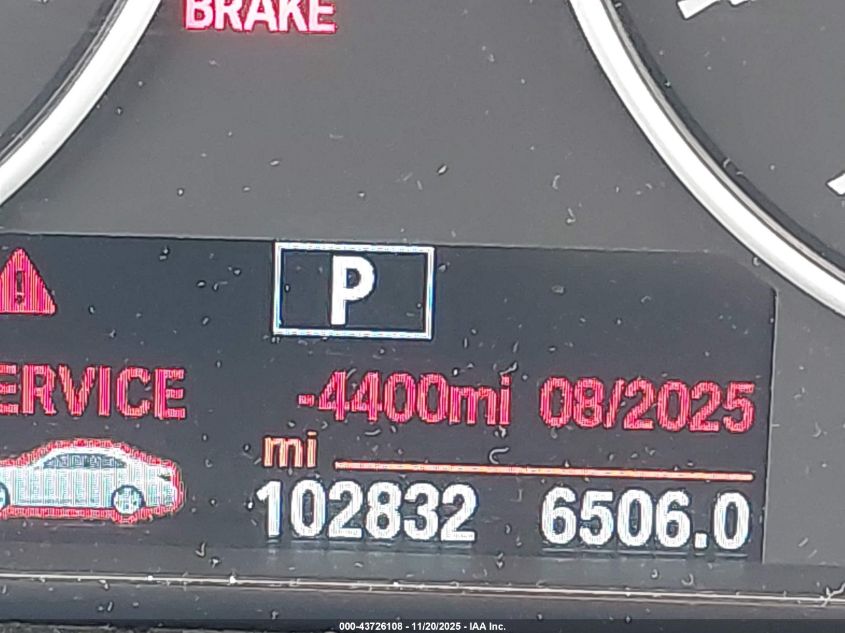 BRAKE
P
ERVICE -4400mi 08/2025
mi
102832 6506.0
000-43726108 - 11/20/2025 - IAA Inc.